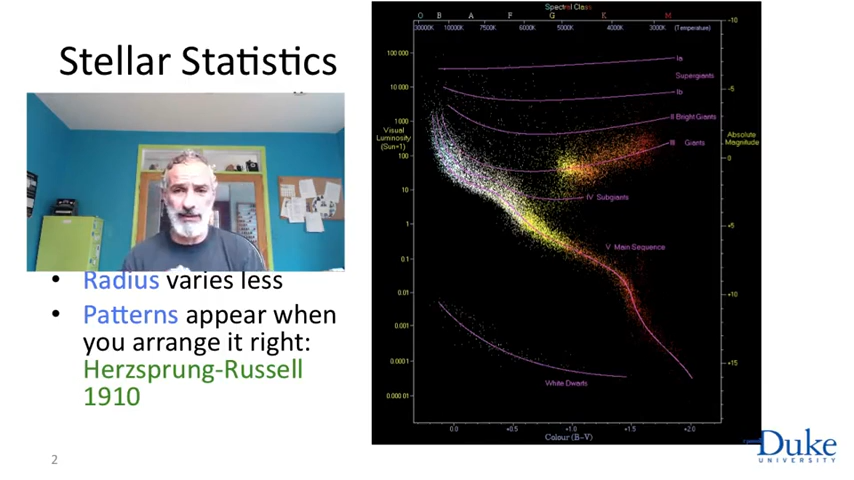 Stellar Statistics
• Radius varies less
• Patterns appear when
you arrange it right:
Herzsprung-Russell
1910
2
Spectral Class
O B A F G K M
30000K 10000K 7500K 6000K 5000K 4000K 3000K (Temperature)
-10
100 000
Ia
Supergiants
10 000
Ib
-5
1000
II Bright Giants
Visual
Luminosity
(Sun=1)
Absolute
Magnitude
III Giants
100
0
10
IV Subgiants
1
+5
V Main Sequence
0.1
0.01
+10
0.001
0.0001
+15
White Dwarfs
0.000 01
0.0 +0.5 +1.0 +1.5 +2.0
Colour (B-V)
Duke
UNIVERSITY